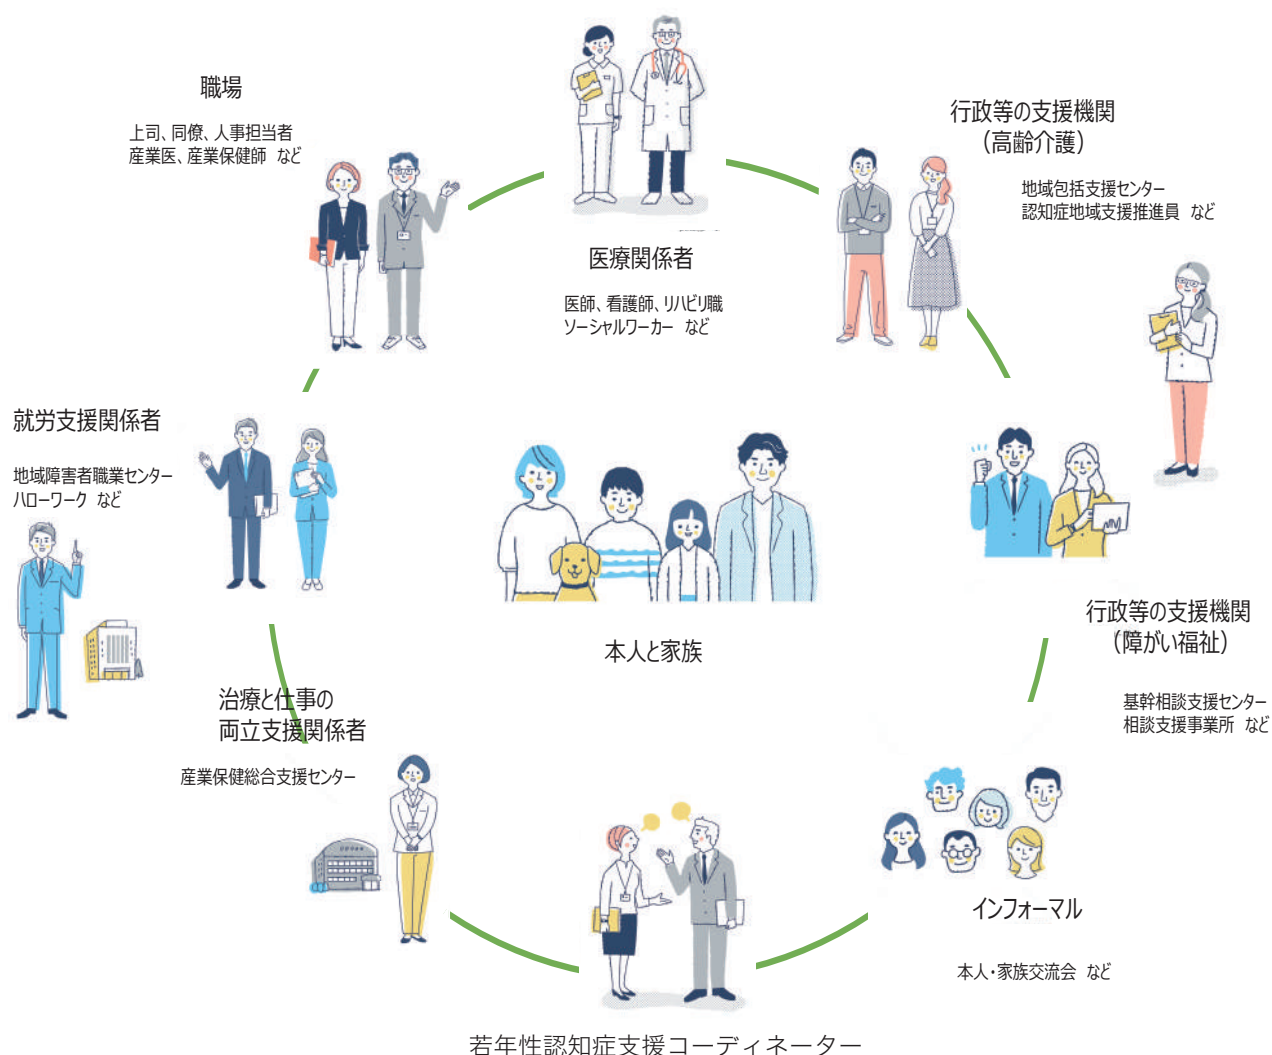 職場
上司、同僚、人事担当者
産業医、産業保健師 など
医療関係者
医師、看護師、リハビリ職
ソーシャルワーカー など
行政等の支援機関
（高齢介護）
地域包括支援センター
認知症地域支援推進員 など
就労支援関係者
地域障害者職業センター
ハローワーク など
本人と家族
行政等の支援機関
（障がい福祉）
基幹相談支援センター
相談支援事業所 など
治療と仕事の
両立支援関係者
産業保健総合支援センター
インフォーマル
本人・家族交流会 など
若年性認知症支援コーディネーター